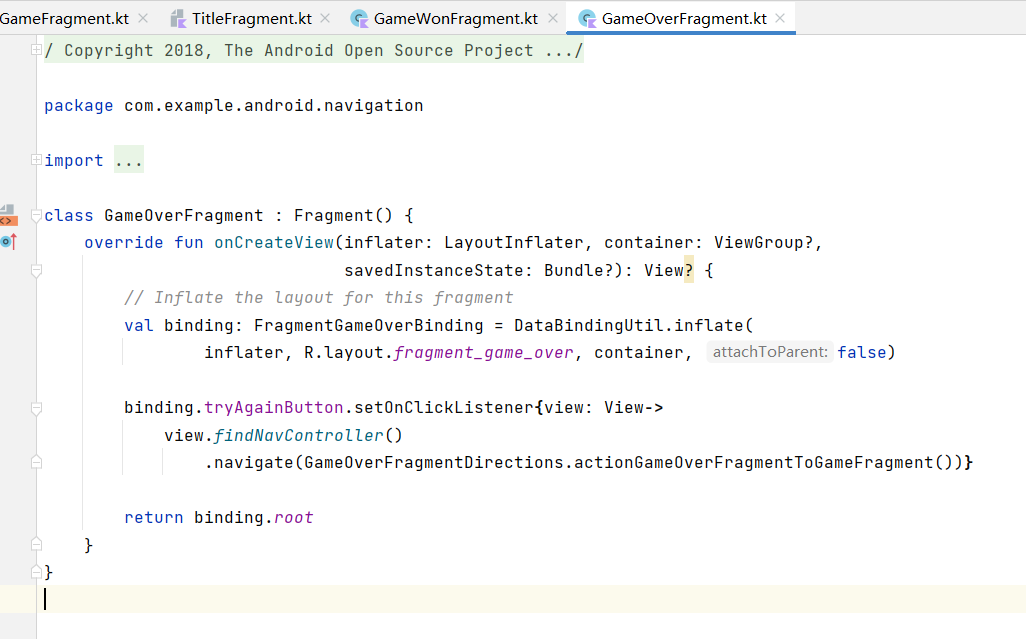 GameFragment.kt TitleFragment.kt GameWonFragment.kt GameOverFragment.kt
/ Copyright 2018, The Android Open Source Project .../
package com.example.android.navigation
import ...
class GameOverFragment : Fragment() {
override fun onCreateView(inflater: LayoutInflater, container: ViewGroup?,
savedInstanceState: Bundle?): View? {
// Inflate the layout for this fragment
val binding: FragmentGameOverBinding = DataBindingUtil.inflate(
inflater, R.layout.fragment_game_over, container, attachToParent: false)
binding.tryAgainButton.setOnClickListener{view: View->
view.findNavController()
.navigate(GameOverFragmentDirections.actionGameOverFragmentToGameFragment())}
return binding.root
}
}